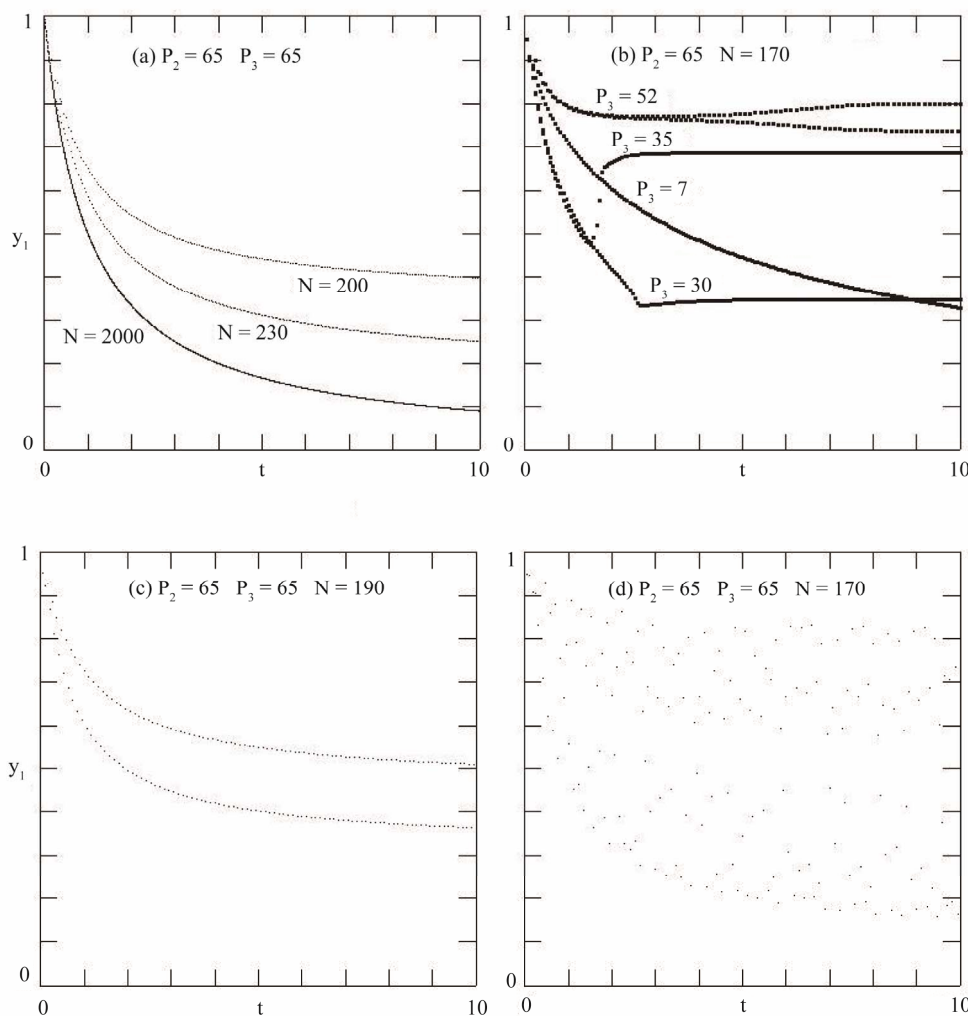 1
(a) P₂ = 65 P₃ = 65
N = 200
N = 230
N = 2000
y₁
0
0
t
10
1
(b) P₂ = 65 N = 170
P₃ = 52
P₃ = 35
P₃ = 7
P₃ = 30
0
0
t
10
1
(c) P₂ = 65 P₃ = 65 N = 190
y₁
0
0
t
10
1
(d) P₂ = 65 P₃ = 65 N = 170
0
0
t
10